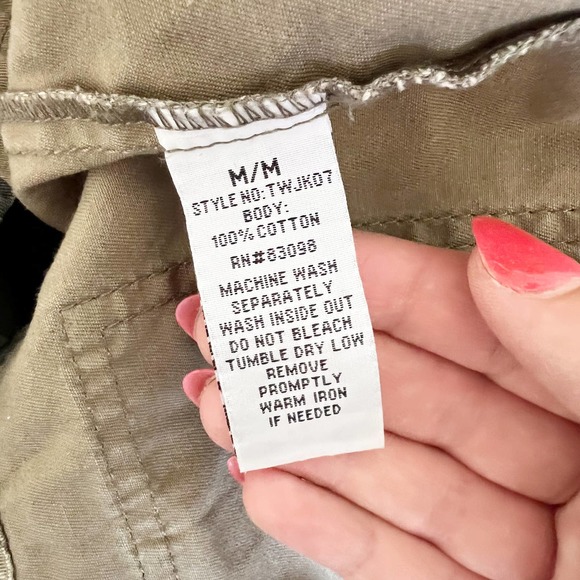 M/M
STYLE NO:TWJK07
BODY:
100% COTTON
RN#83098
MACHINE WASH
SEPARATELY
WASH INSIDE OUT
DO NOT BLEACH
TUMBLE DRY LOW
REMOVE
PROMPTLY
WARM IRON
IF NEEDED